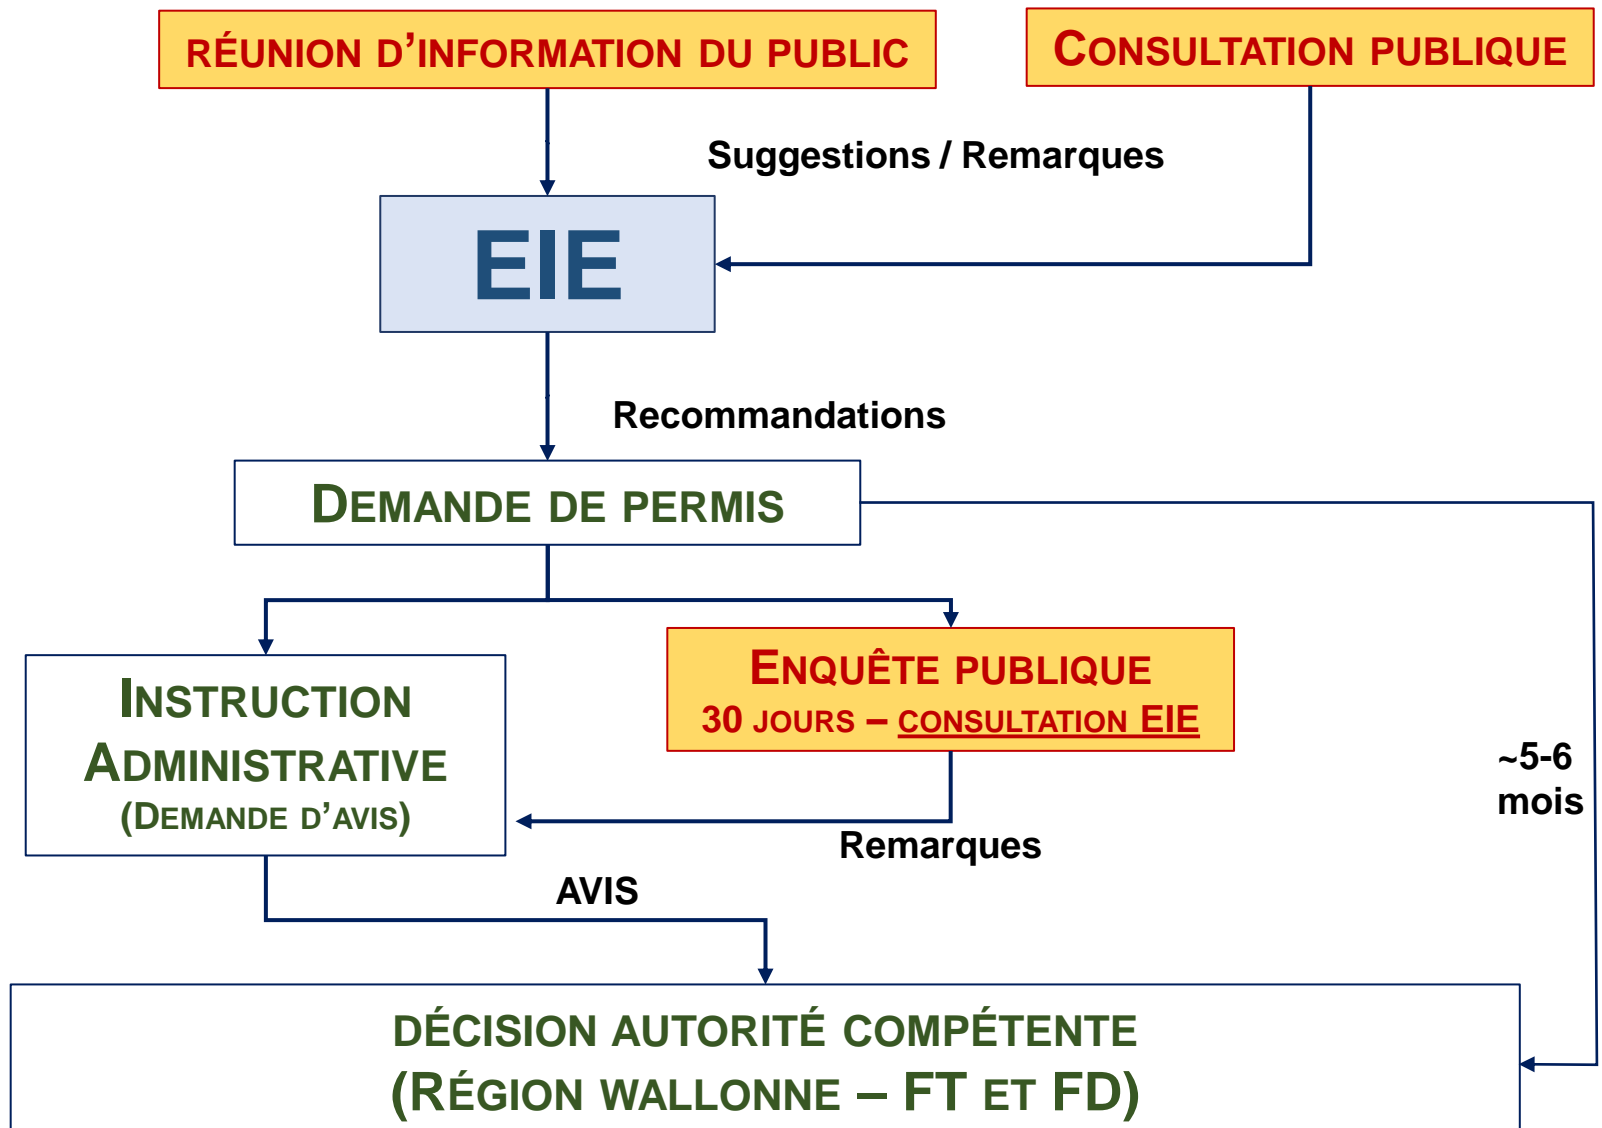 RÉUNION D’INFORMATION DU PUBLIC
CONSULTATION PUBLIQUE
Suggestions / Remarques
EIE
Recommandations
DEMANDE DE PERMIS
INSTRUCTION
ADMINISTRATIVE
(DEMANDE D’AVIS)
ENQUÊTE PUBLIQUE
30 JOURS – CONSULTATION EIE
~5-6
mois
Remarques
AVIS
DÉCISION AUTORITÉ COMPÉTENTE
(RÉGION WALLONNE – FT ET FD)